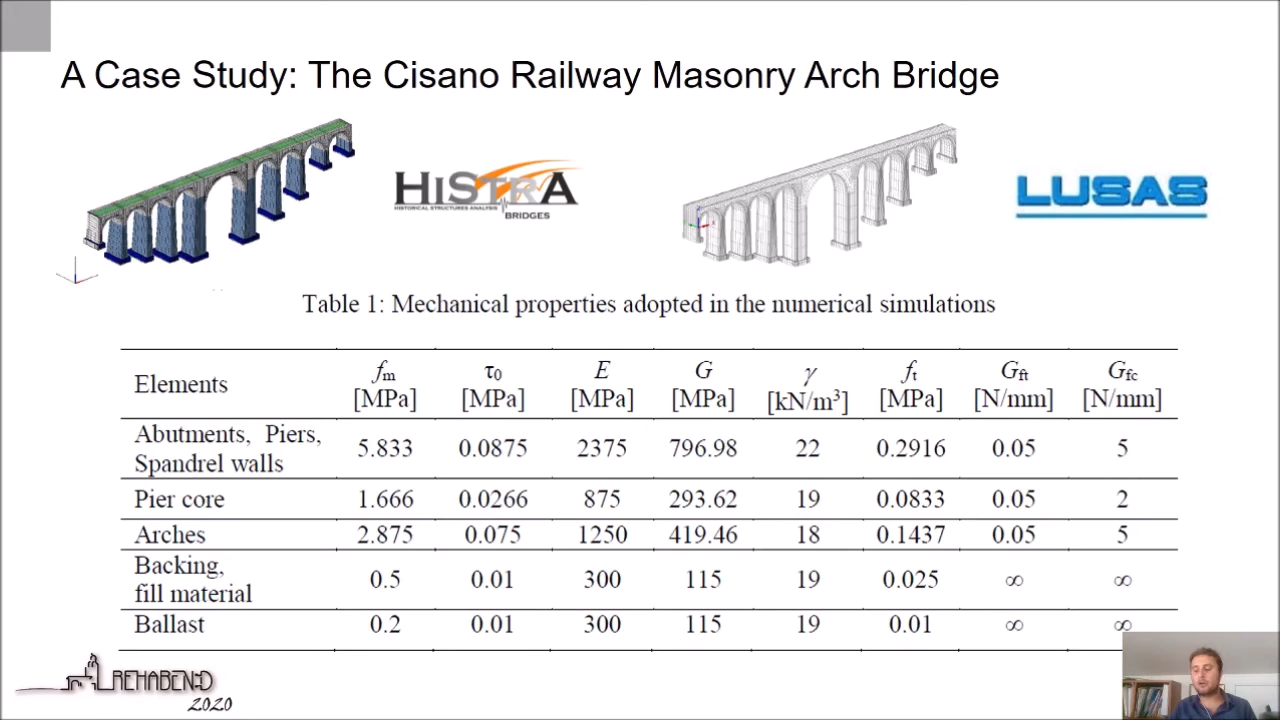 A Case Study: The Cisano Railway Masonry Arch Bridge
HiSTrA
HISTORICAL STRUCTURES ANALYSIS
BRIDGES
LUSAS
Table 1: Mechanical properties adopted in the numerical simulations
Elements fm [MPa] τ0 [MPa] E [MPa] G [MPa] γ [kN/m³] ft [MPa] Gft [N/mm] Gfc [N/mm]
Abutments, Piers,
Spandrel walls 5.833 0.0875 2375 796.98 22 0.2916 0.05 5
Pier core 1.666 0.0266 875 293.62 19 0.0833 0.05 2
Arches 2.875 0.075 1250 419.46 18 0.1437 0.05 5
Backing,
fill material 0.5 0.01 300 115 19 0.025 ∞ ∞
Ballast 0.2 0.01 300 115 19 0.01 ∞ ∞
REHABEND
2020